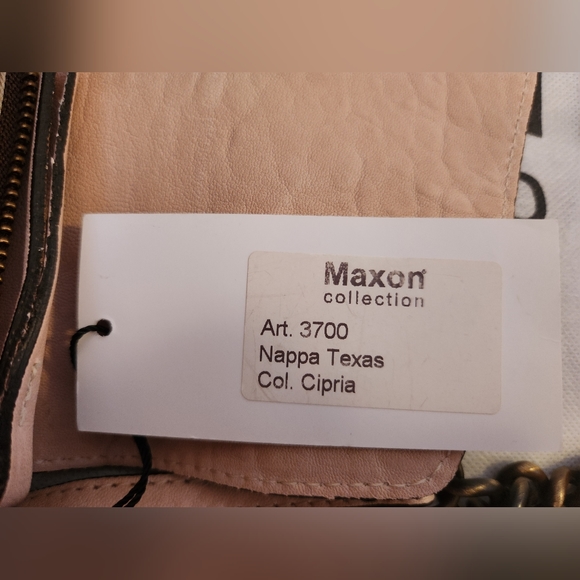 Maxon
collection
Art. 3700
Nappa Texas
Col. Cipria